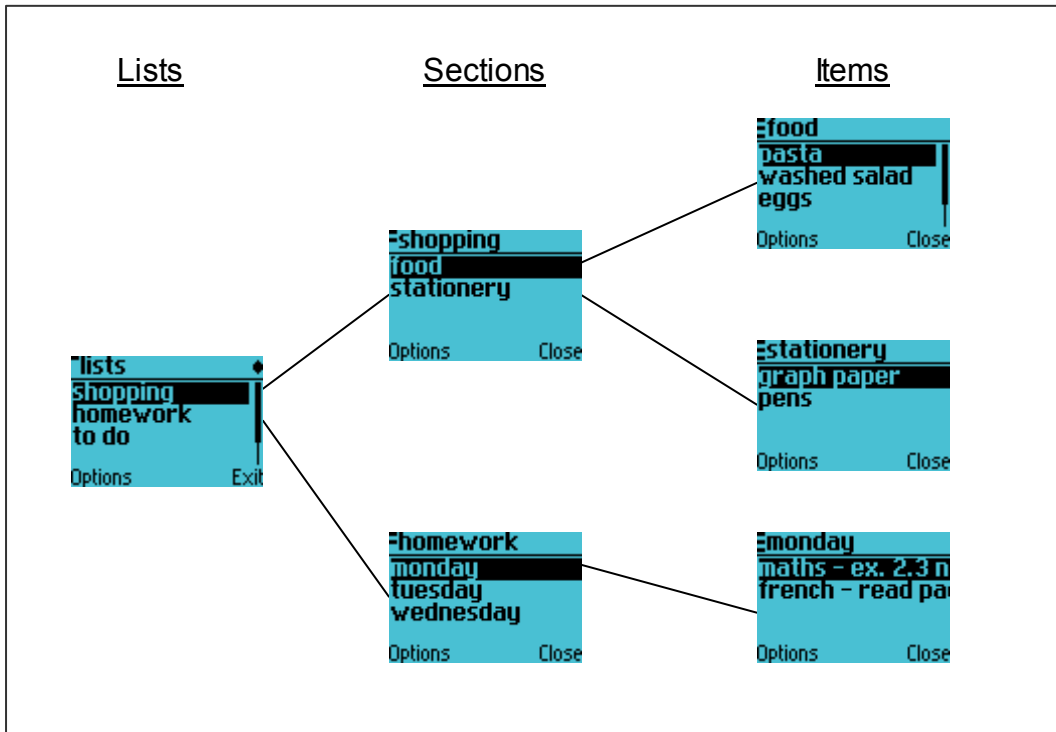 Lists
Sections
Items
lists
shopping
homework
to do
Options Exit
shopping
food
stationery
Options Close
homework
monday
tuesday
wednesday
Options Close
food
pasta
washed salad
eggs
Options Close
stationery
graph paper
pens
Options Close
monday
maths - ex. 2.3 n
french - read pa
Options Close